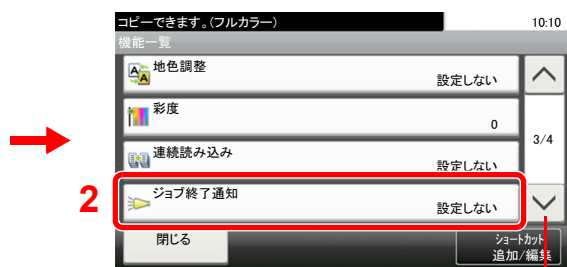 コピーできます。(フルカラー)
10:10
機能一覧
地色調整
設定しない
彩度
0
3/4
連続読み込み
設定しない
2
ジョブ終了通知
設定しない
閉じる
ショートカット
追加/編集